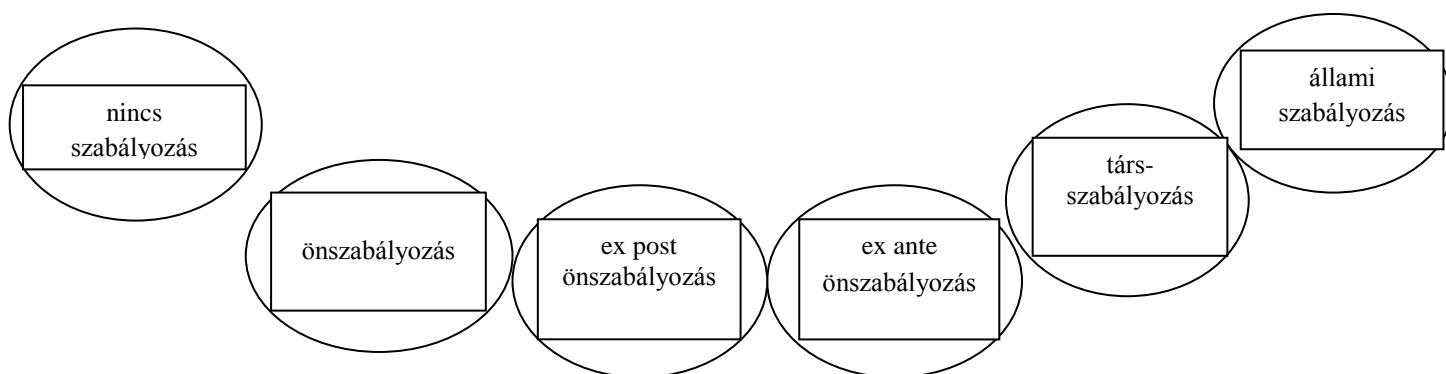 nincs
szabályozás
önszabályozás
ex post
önszabályozás
ex ante
önszabályozás
társ-
szabályozás
állami
szabályozás